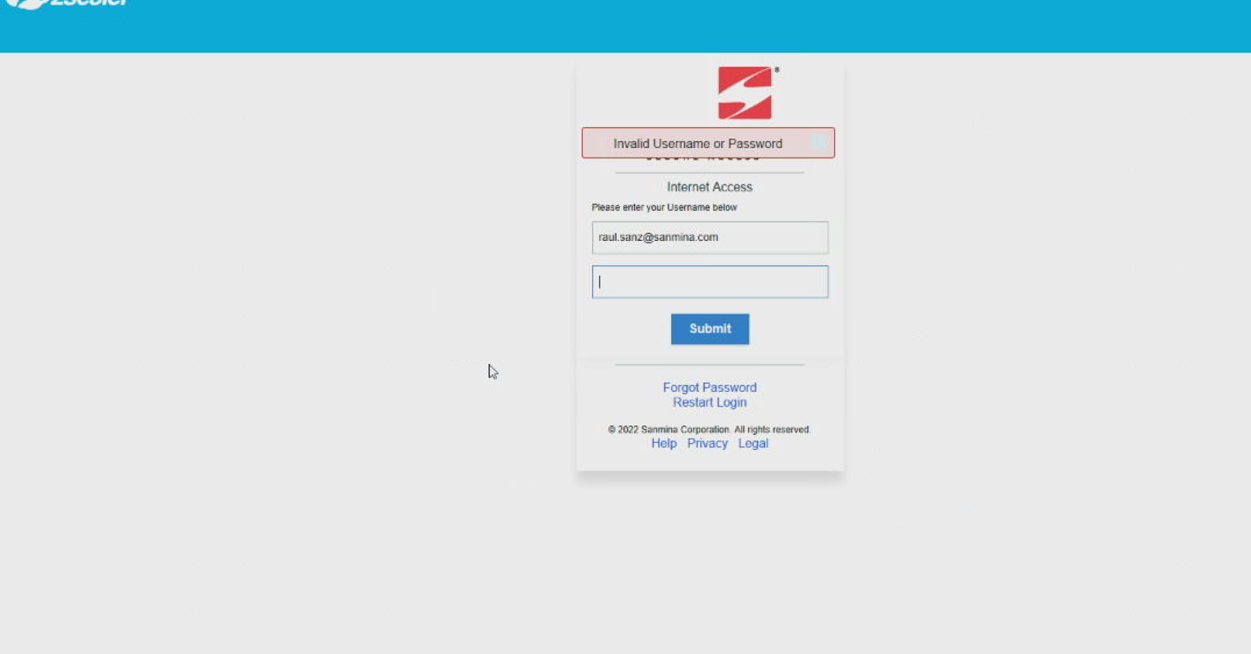 zscaler
®
Invalid Username or Password
Internet Access
Please enter your Username below
raul.sanz@sanmina.com
Submit
Forgot Password
Restart Login
© 2022 Sanmina Corporation. All rights reserved.
Help Privacy Legal